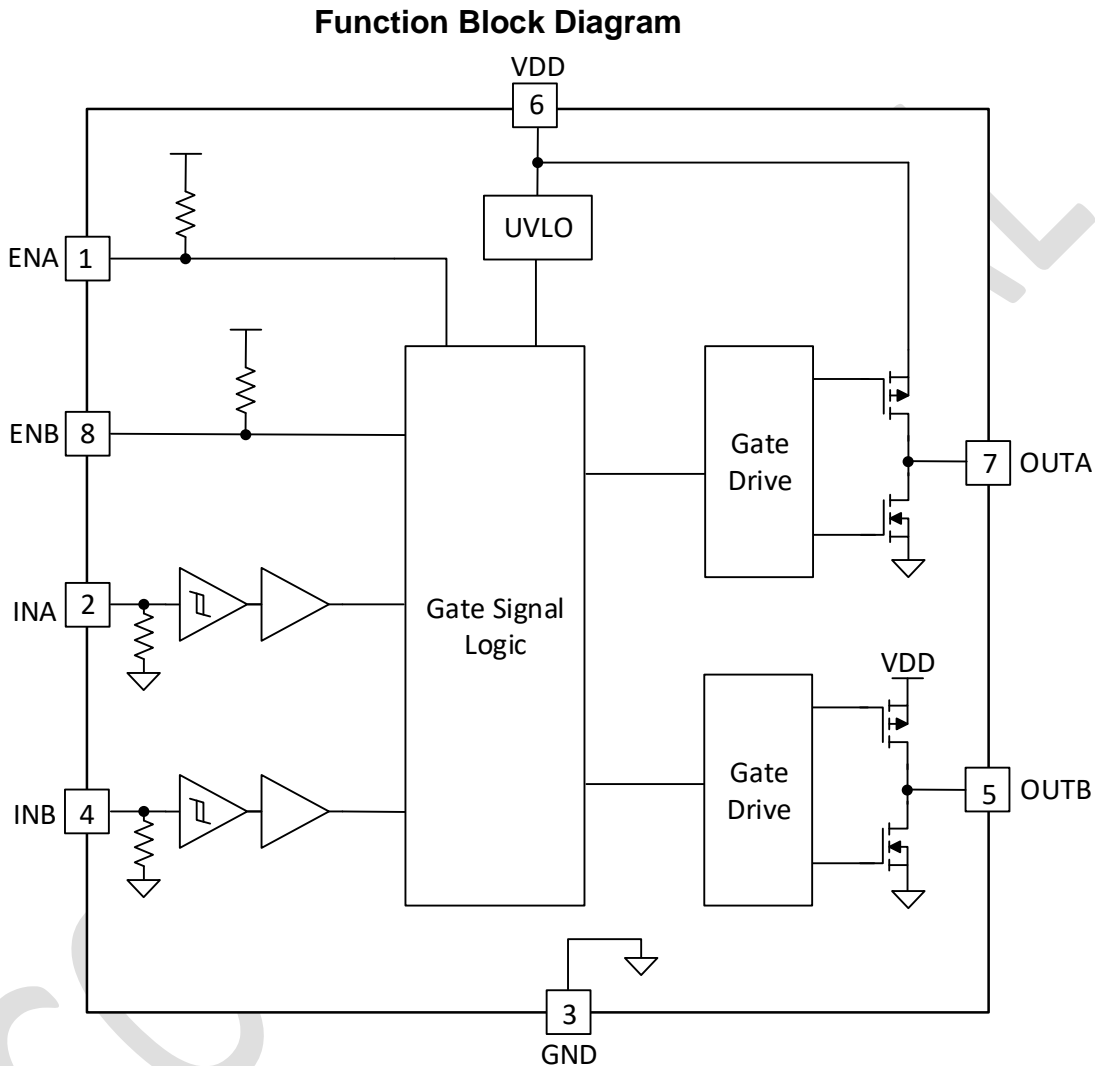 Function Block Diagram
VDD
6
UVLO
ENA 1
ENB 8
Gate
Drive
7 OUTA
INA 2
Gate Signal
Logic
VDD
INB 4
Gate
Drive
5 OUTB
3
GND